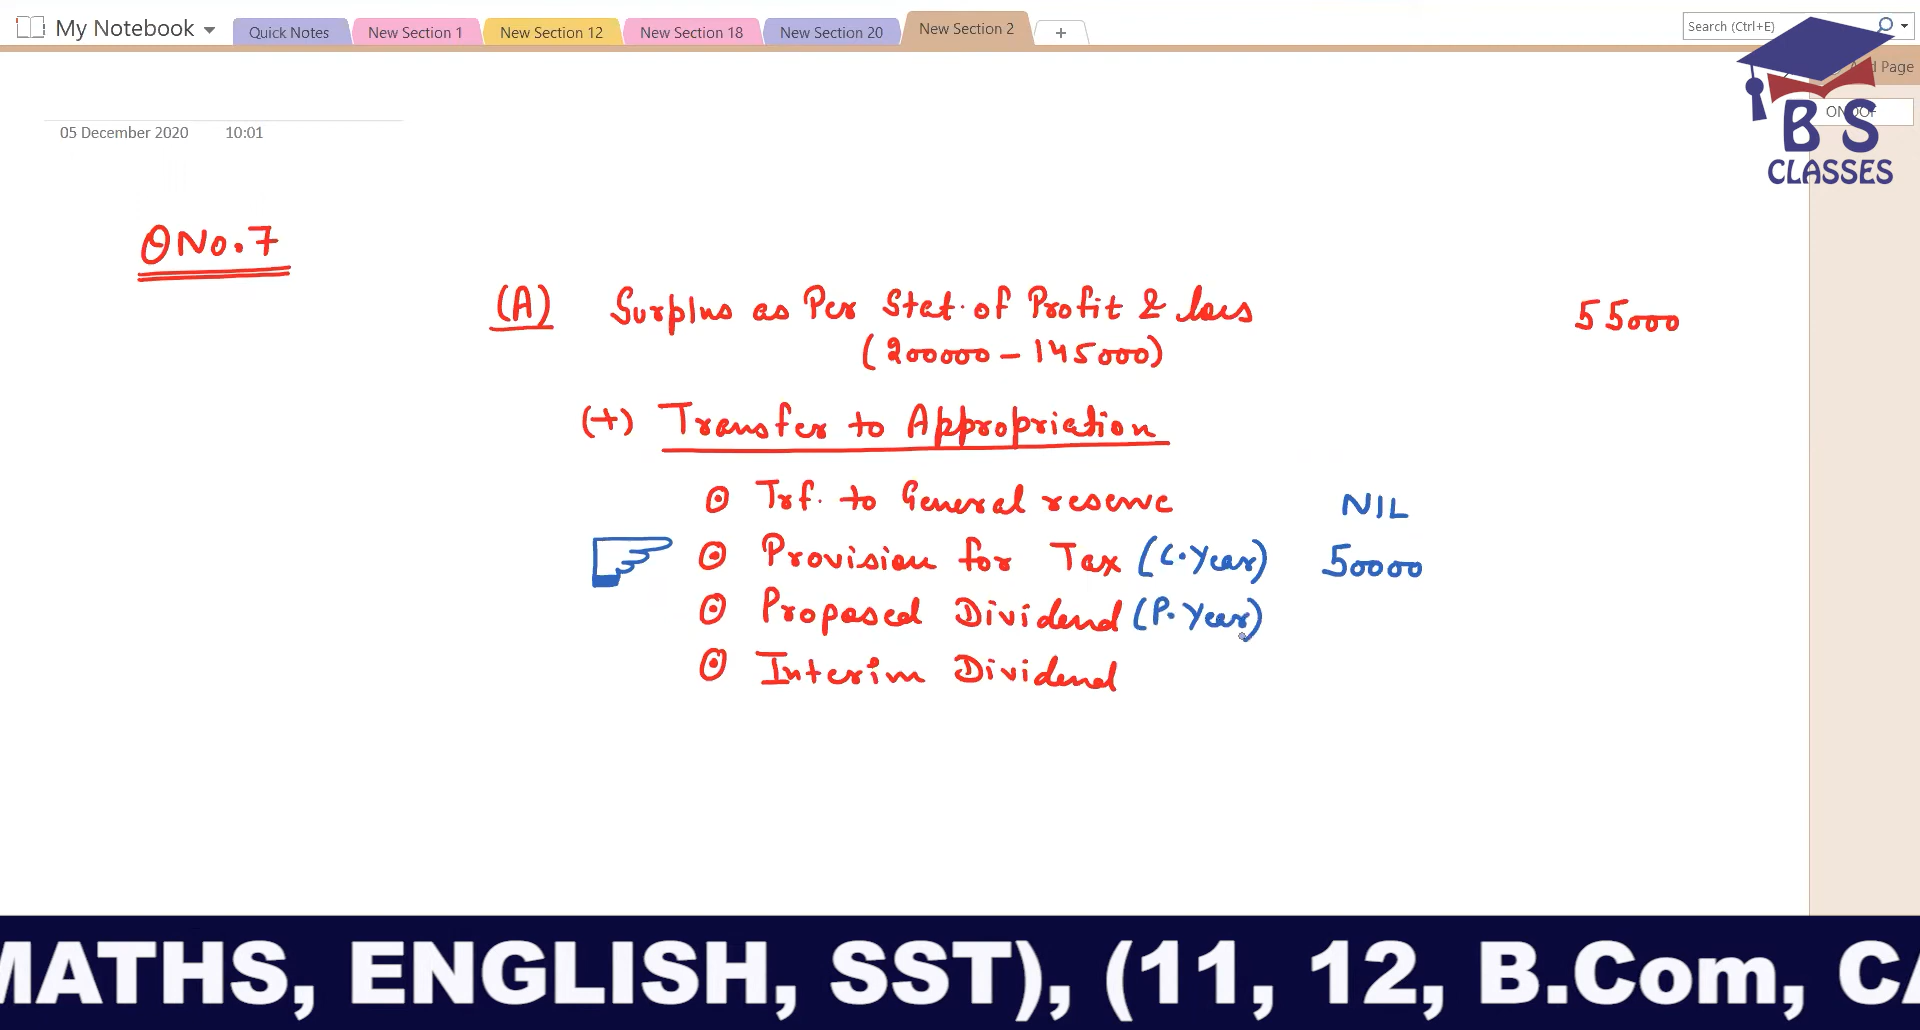 My Notebook
Quick Notes
New Section 1
New Section 12
New Section 18
New Section 20
New Section 2
+
Search (Ctrl+E)
Page
B S
CLASSES
05 December 2020 10:01
QNo.7
(A) Surplus as Per Stat. of Profit & loss 55000
(200000 - 145000)
(+) Transfer to Appropriation
Trf. to General reserve NIL
Provision for Tax (C.Year) 50000
Proposed Dividend (P.Year)
Interim Dividend
MATHS, ENGLISH, SST), (11, 12, B.Com, CA